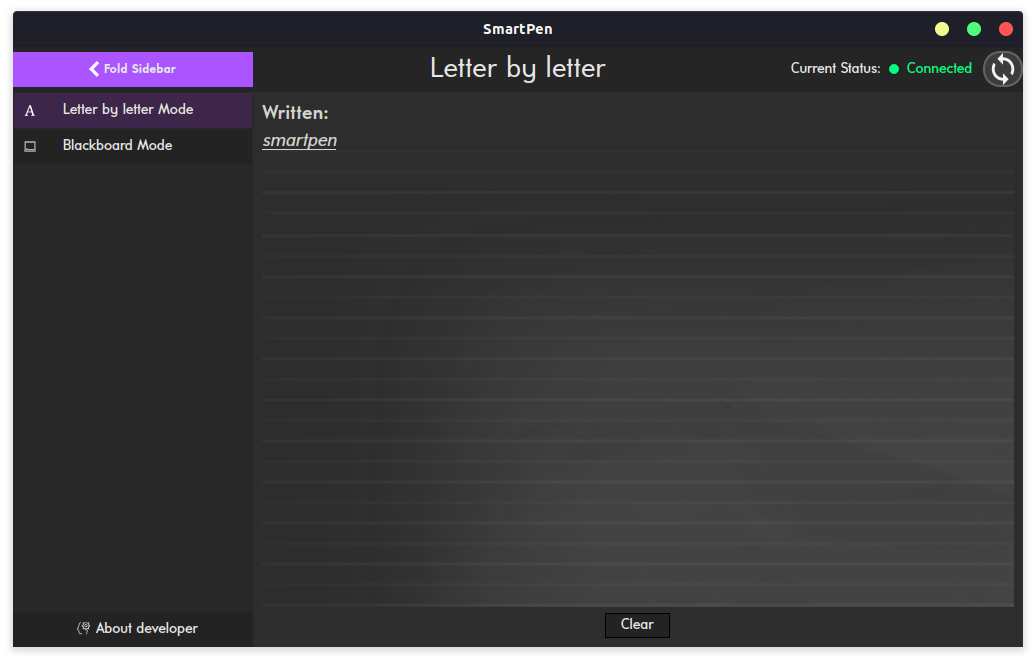 SmartPen
Fold Sidebar
Letter by letter
Current Status: Connected
A Letter by letter Mode
Blackboard Mode
Written:
smartpen
Clear
About developer